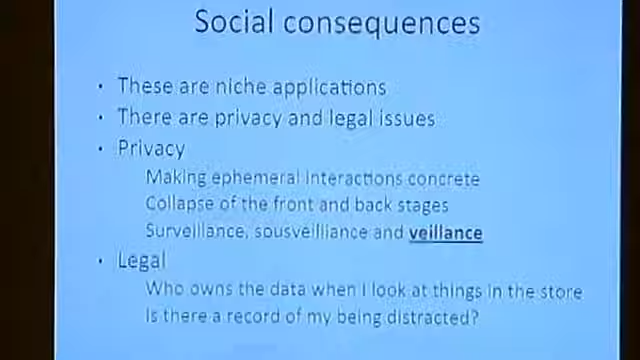 Social consequences
• These are niche applications
• There are privacy and legal issues
• Privacy
Making ephemeral interactions concrete
Collapse of the front and back stages
Surveillance, sousveilliance and veillance
• Legal
Who owns the data when I look at things in the store
Is there a record of my being distracted?